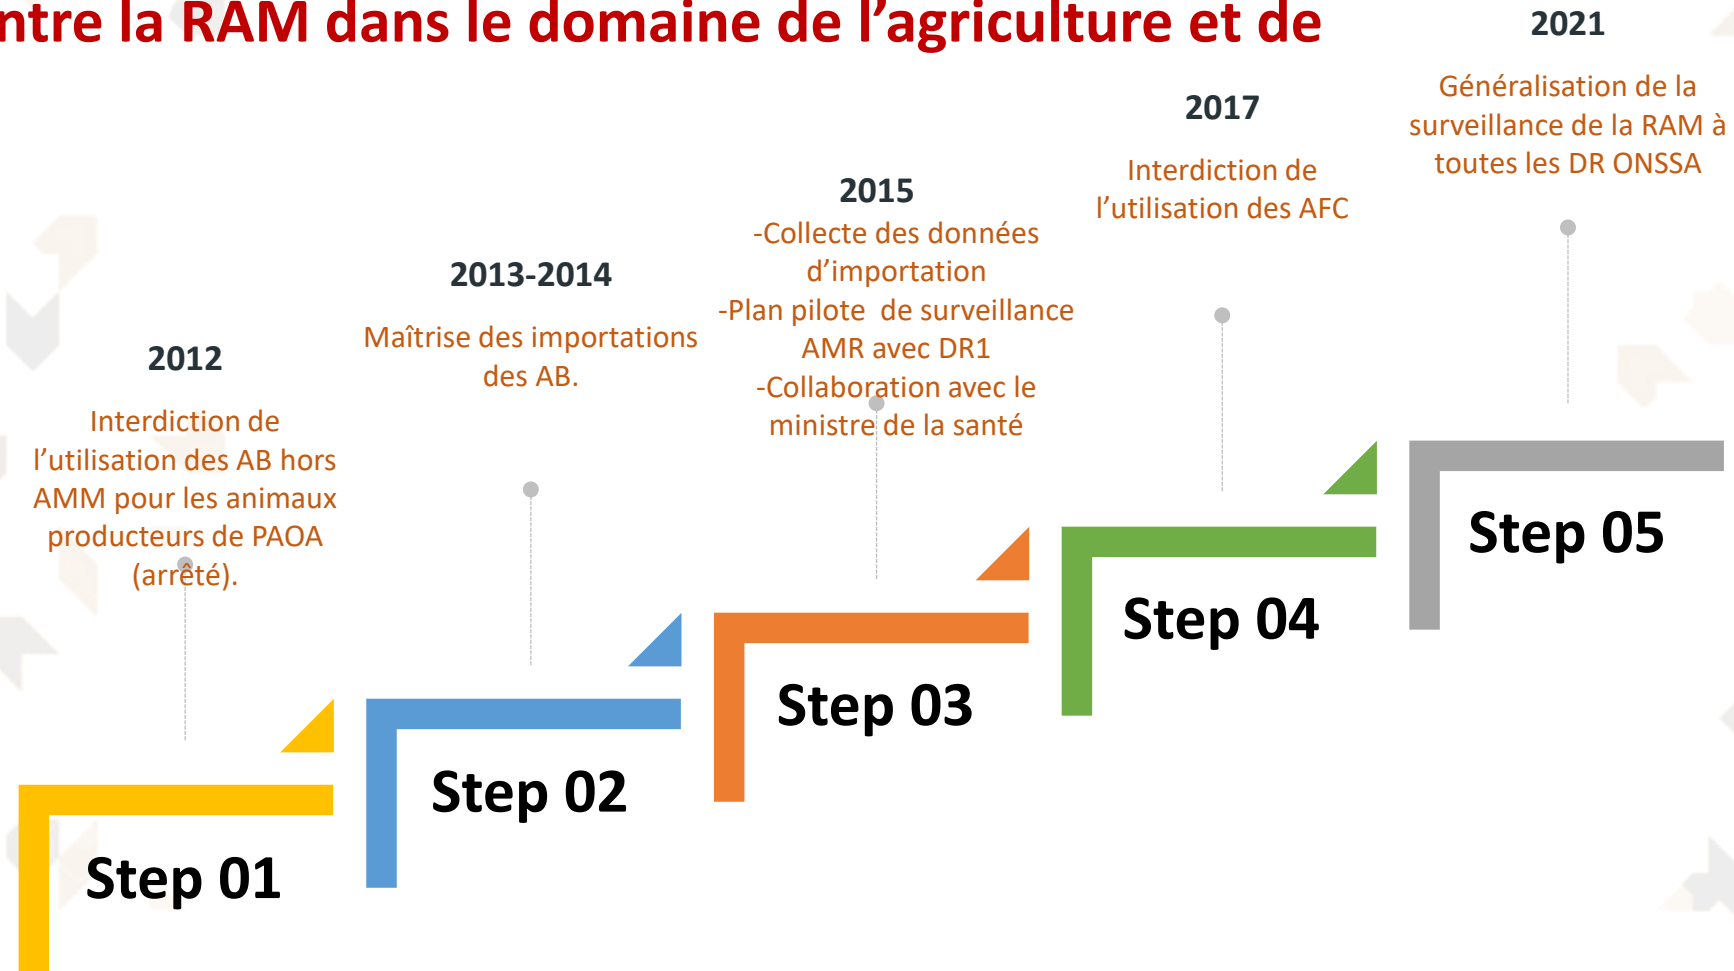 ntre la RAM dans le domaine de l’agriculture et de
2012
Interdiction de
l’utilisation des AB hors
AMM pour les animaux
producteurs de PAOA
(arrêté).
Step 01
2013-2014
Maîtrise des importations
des AB.
Step 02
2015
-Collecte des données
d’importation
-Plan pilote de surveillance
AMR avec DR1
-Collaboration avec le
ministre de la santé
Step 03
2017
Interdiction de
l’utilisation des AFC
Step 04
2021
Généralisation de la
surveillance de la RAM à
toutes les DR ONSSA
Step 05